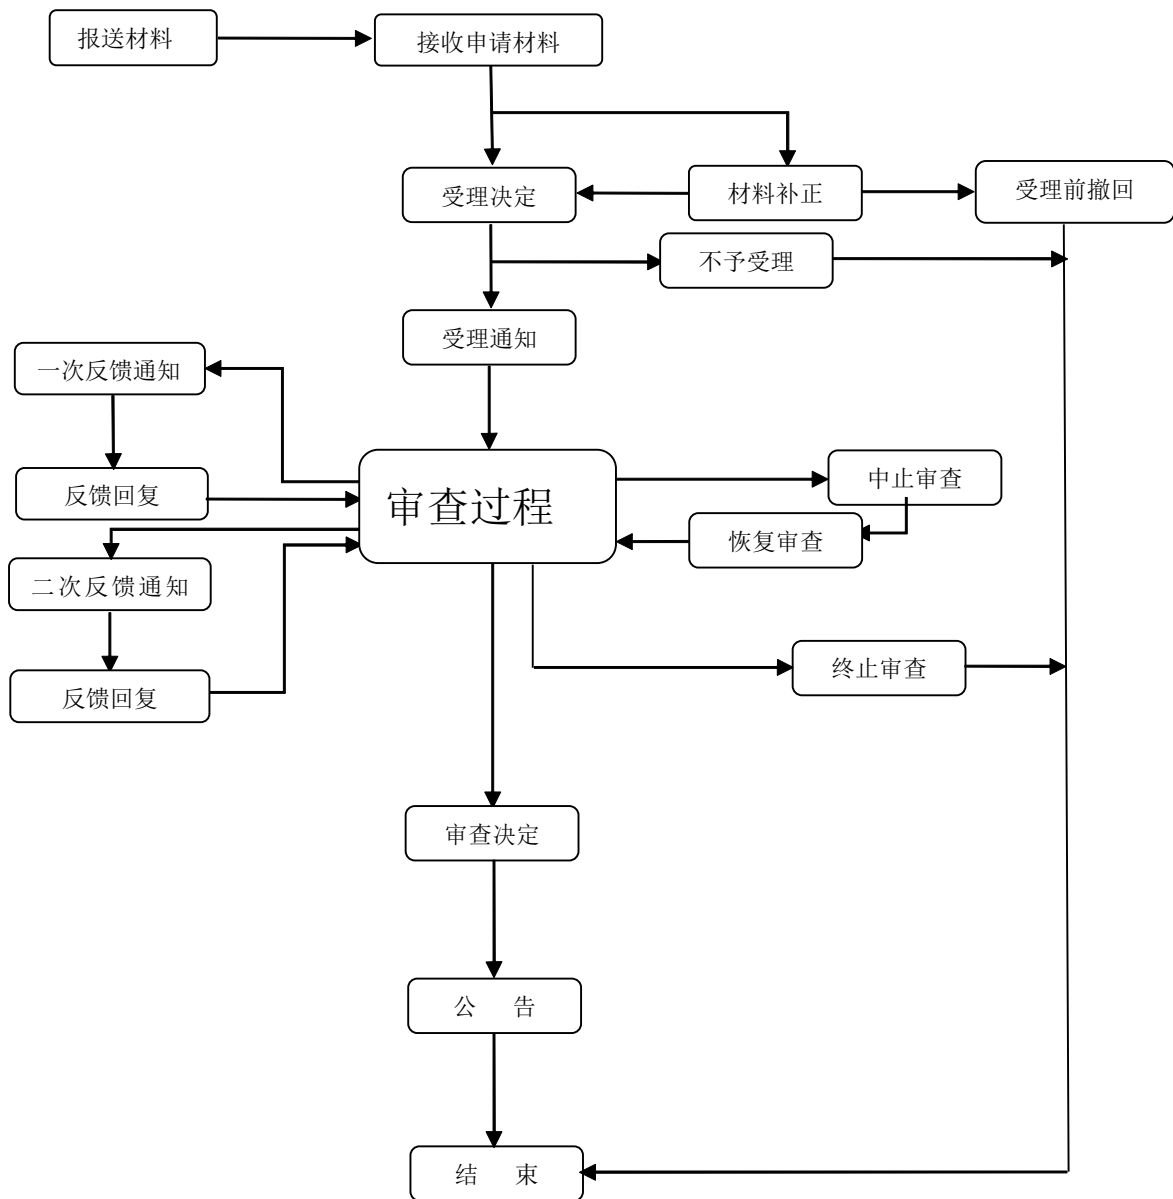 报送材料
接收申请材料
受理决定
材料补正
受理前撤回
不予受理
受理通知
一次反馈通知
审查过程
中止审查
反馈回复
恢复审查
二次反馈通知
终止审查
反馈回复
审查决定
公 告
结 束